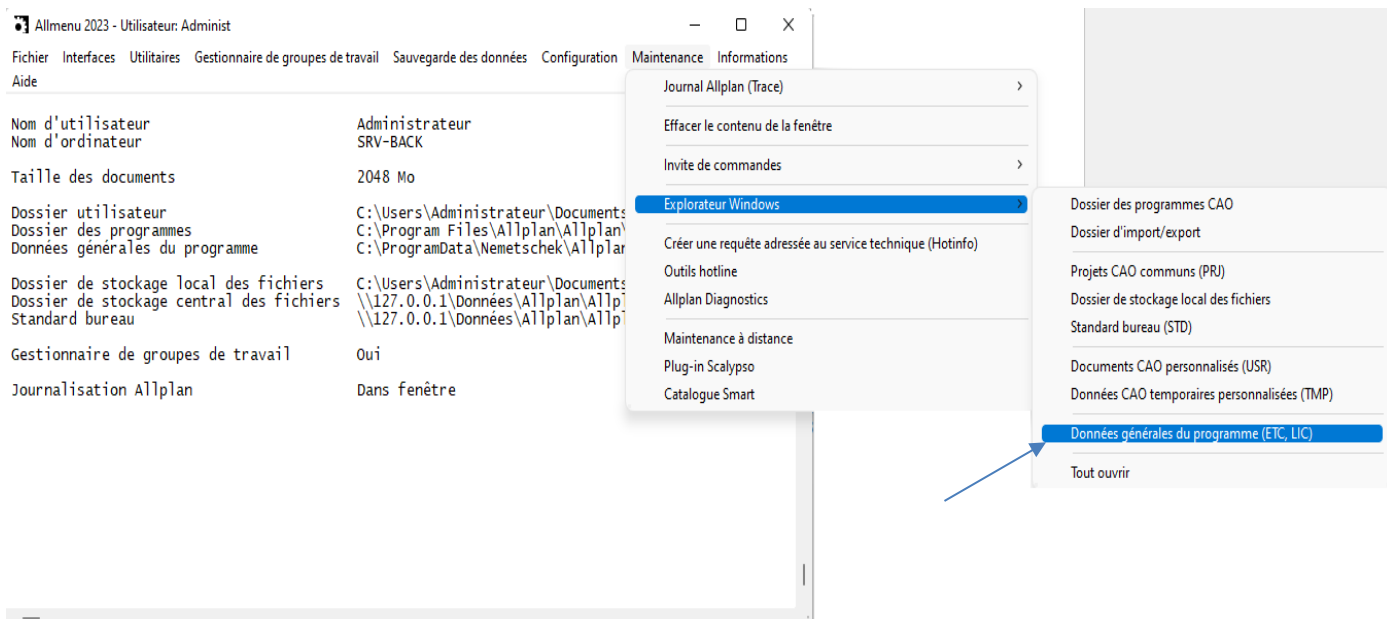 Allmenu 2023 - Utilisateur: Administ
Fichier Interfaces Utilitaires Gestionnaire de groupes de travail Sauvegarde des données Configuration Maintenance Informations
Aide
Nom d'utilisateur Administrateur
Nom d'ordinateur SRV-BACK
Taille des documents 2048 Mo
Dossier utilisateur C:\Users\Administrateur\Documents
Dossier des programmes C:\Program Files\Allplan\Allplan\
Données générales du programme C:\ProgramData\Nemetschek\Allplan
Dossier de stockage local des fichiers C:\Users\Administrateur\Documents
Dossier de stockage central des fichiers \\127.0.0.1\Données\Allplan\Allp
Standard bureau \\127.0.0.1\Données\Allplan\Allp
Gestionnaire de groupes de travail Oui
Journalisation Allplan Dans fenêtre
Journal Allplan (Trace)
Effacer le contenu de la fenêtre
Invite de commandes
Explorateur Windows
Créer une requête adressée au service technique (Hotinfo)
Outils hotline
Allplan Diagnostics
Maintenance à distance
Plug-in Scalypso
Catalogue Smart
Dossier des programmes CAO
Dossier d'import/export
Projets CAO communs (PRJ)
Dossier de stockage local des fichiers
Standard bureau (STD)
Documents CAO personnalisés (USR)
Données CAO temporaires personnalisées (TMP)
Données générales du programme (ETC, LIC)
Tout ouvrir